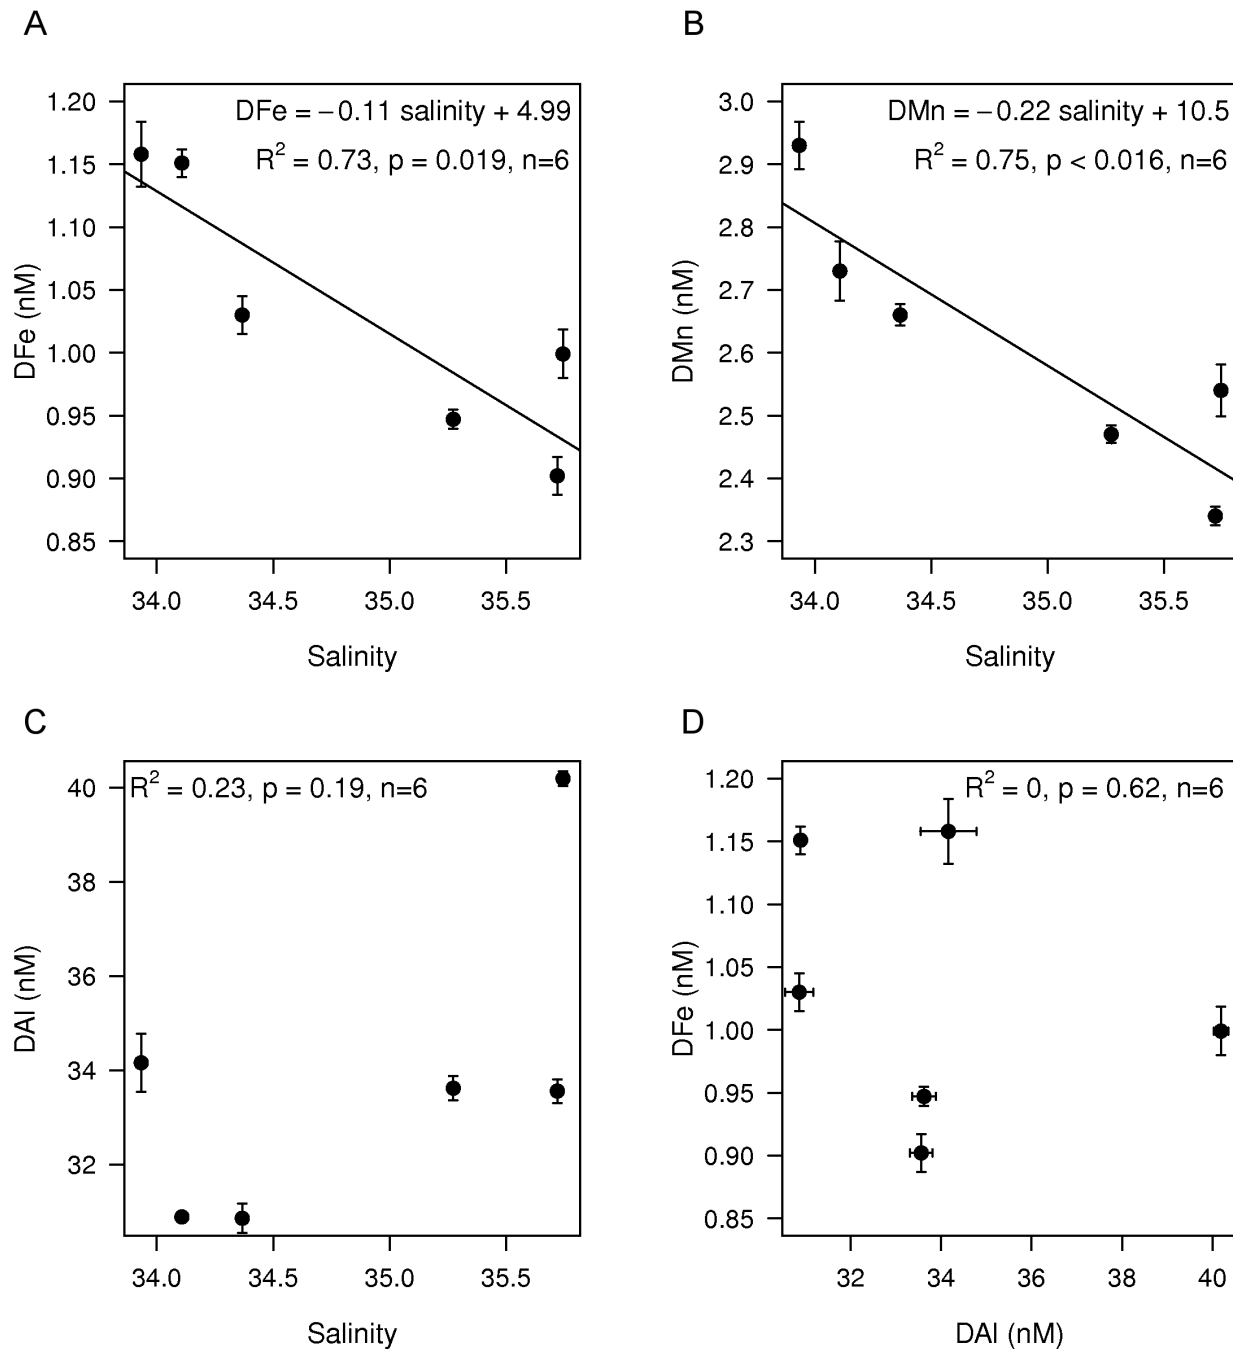 A
DFe = −0.11 salinity + 4.99
R² = 0.73, p = 0.019, n=6
1.20
1.15
1.10
1.05
1.00
0.95
0.90
0.85
DFe (nM)
34.0 34.5 35.0 35.5
Salinity
B
DMn = −0.22 salinity + 10.5
R² = 0.75, p < 0.016, n=6
3.0
2.9
2.8
2.7
2.6
2.5
2.4
2.3
DMn (nM)
34.0 34.5 35.0 35.5
Salinity
C
R² = 0.23, p = 0.19, n=6
40
38
36
34
32
DAl (nM)
34.0 34.5 35.0 35.5
Salinity
D
R² = 0, p = 0.62, n=6
1.20
1.15
1.10
1.05
1.00
0.95
0.90
0.85
DFe (nM)
32 34 36 38 40
DAl (nM)